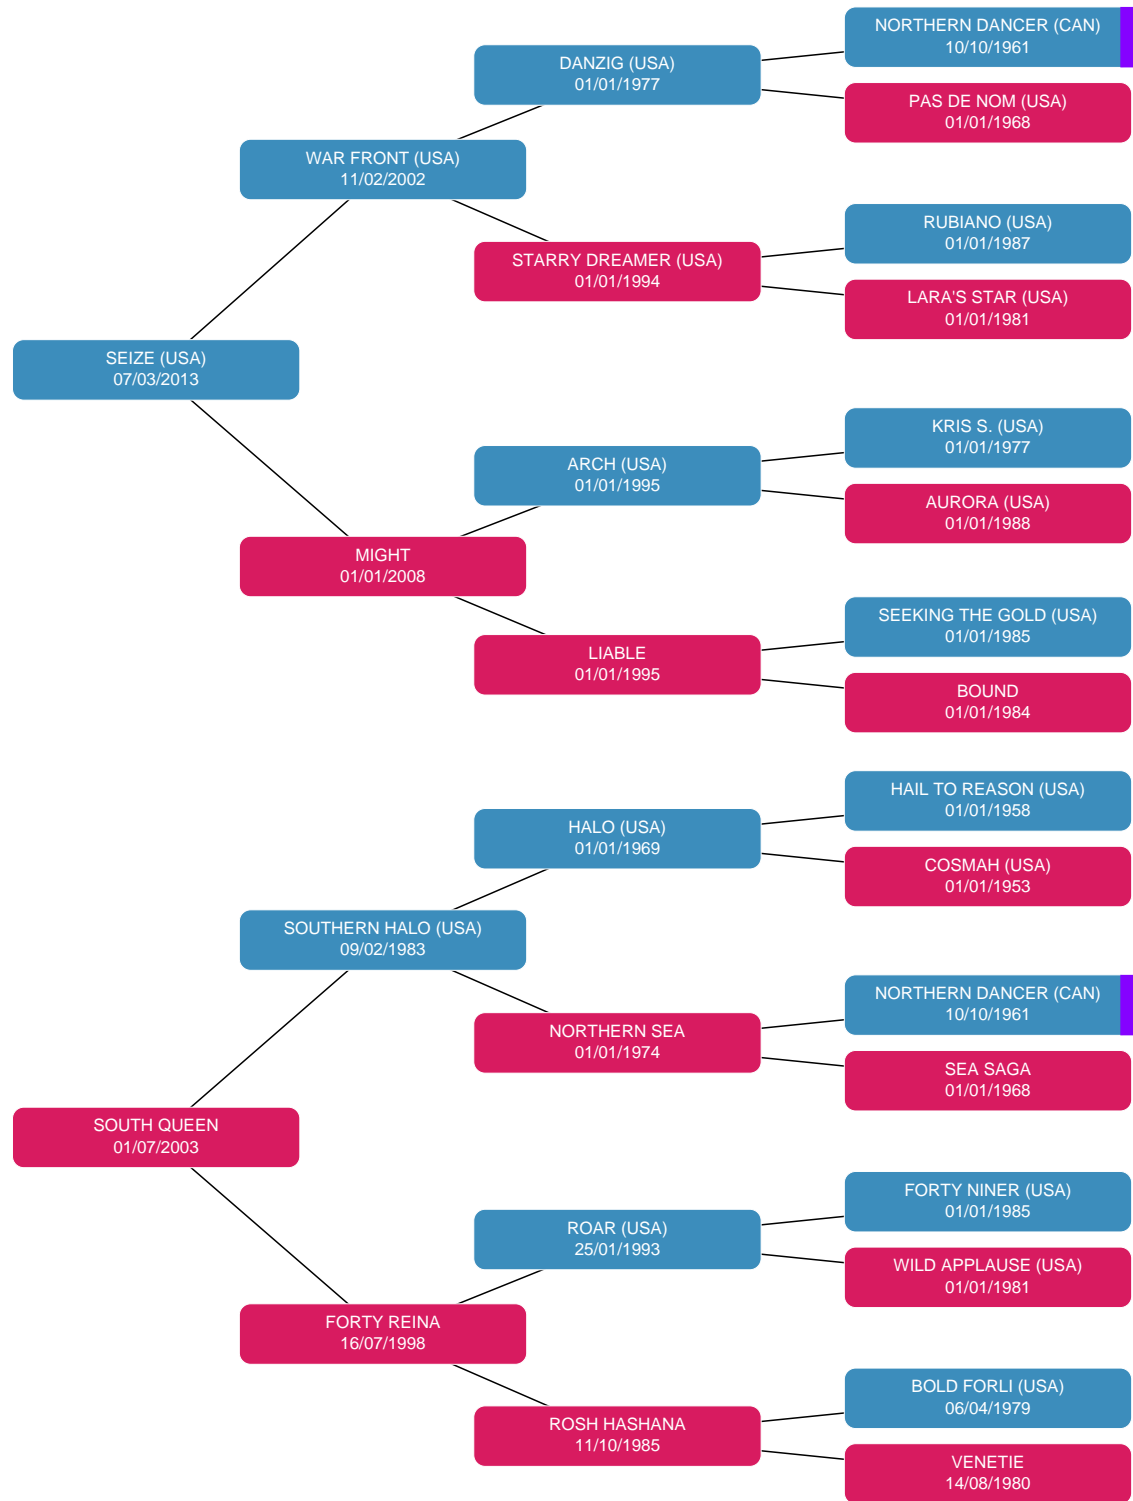 NORTHERN DANCER (CAN)
10/10/1961
DANZIG (USA)
01/01/1977
PAS DE NOM (USA)
01/01/1968
WAR FRONT (USA)
11/02/2002
RUBIANO (USA)
01/01/1987
STARRY DREAMER (USA)
01/01/1994
LARA'S STAR (USA)
01/01/1981
SEIZE (USA)
07/03/2013
KRIS S. (USA)
01/01/1977
ARCH (USA)
01/01/1995
AURORA (USA)
01/01/1988
MIGHT
01/01/2008
SEEKING THE GOLD (USA)
01/01/1985
LIABLE
01/01/1995
BOUND
01/01/1984
HAIL TO REASON (USA)
01/01/1958
HALO (USA)
01/01/1969
COSMAH (USA)
01/01/1953
SOUTHERN HALO (USA)
09/02/1983
NORTHERN DANCER (CAN)
10/10/1961
NORTHERN SEA
01/01/1974
SEA SAGA
01/01/1968
SOUTH QUEEN
01/07/2003
FORTY NINER (USA)
01/01/1985
ROAR (USA)
25/01/1993
WILD APPLAUSE (USA)
01/01/1981
FORTY REINA
16/07/1998
BOLD FORLI (USA)
06/04/1979
ROSH HASHANA
11/10/1985
VENETIE
14/08/1980